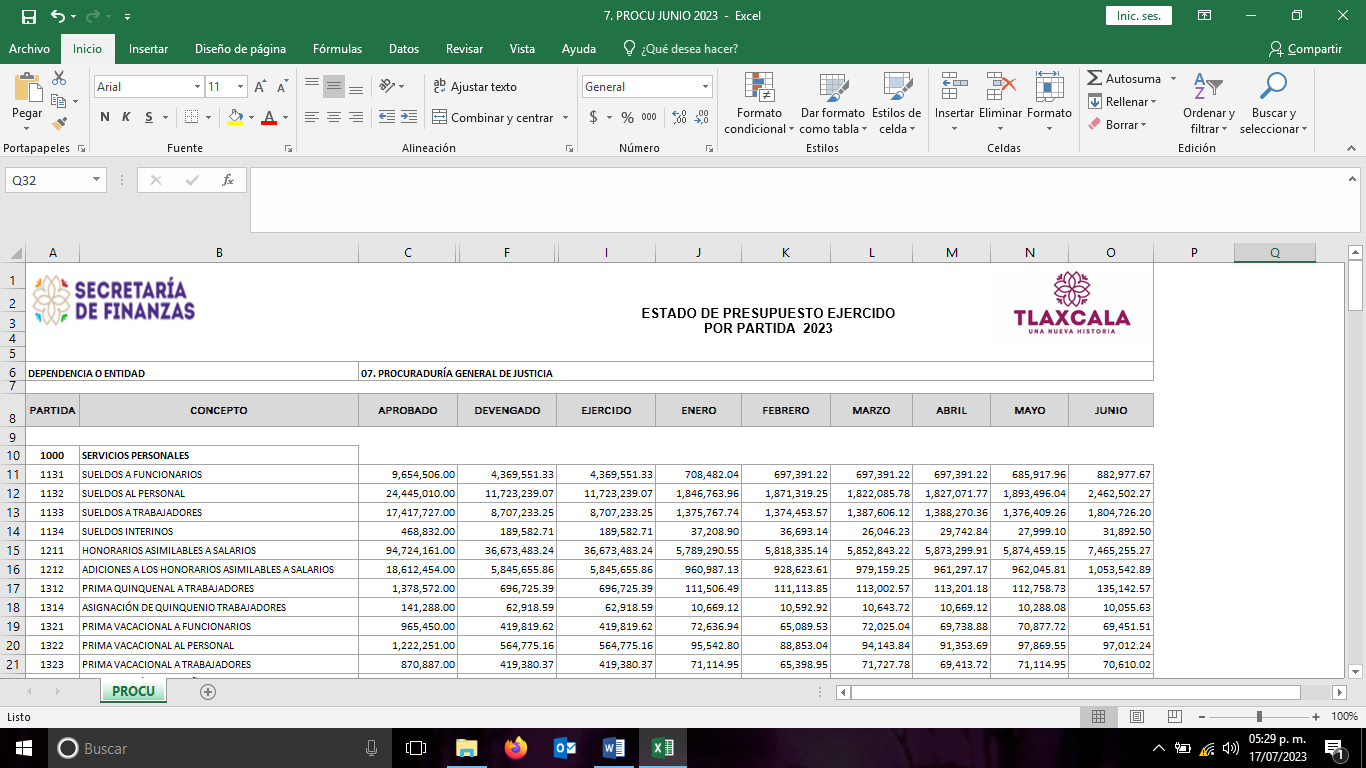 7. PROCU JUNIO 2023 - Excel
Inic. ses.
Archivo Inicio Insertar Diseño de página Fórmulas Datos Revisar Vista Ayuda ¿Qué desea hacer? Compartir
Pegar
Arial 11
N K S A
Ajustar texto
Combinar y centrar
General
$ % 000
Formato condicional
Dar formato como tabla
Estilos de celda
Insertar Eliminar Formato
Autosuma
Rellenar
Borrar
Ordenar y filtrar
Buscar y seleccionar
Portapapeles Fuente Alineación Número Estilos Celdas Edición
Q32 fx
A B C F I J K L M N O P Q
1
2
3
4
5
SECRETARÍA
DE FINANZAS
ESTADO DE PRESUPUESTO EJERCIDO
POR PARTIDA 2023
TLAXCALA
UNA NUEVA HISTORIA
6 DEPENDENCIA O ENTIDAD 07. PROCURADURÍA GENERAL DE JUSTICIA
7
8 PARTIDA CONCEPTO APROBADO DEVENGADO EJERCIDO ENERO FEBRERO MARZO ABRIL MAYO JUNIO
9
10 1000 SERVICIOS PERSONALES
11 1131 SUELDOS A FUNCIONARIOS 9,654,506.00 4,369,551.33 4,369,551.33 708,482.04 697,391.22 697,391.22 697,391.22 685,917.96 882,977.67
12 1132 SUELDOS AL PERSONAL 24,445,010.00 11,723,239.07 11,723,239.07 1,846,763.96 1,871,319.25 1,822,085.78 1,827,071.77 1,893,496.04 2,462,502.27
13 1133 SUELDOS A TRABAJADORES 17,417,727.00 8,707,233.25 8,707,233.25 1,375,767.74 1,374,453.57 1,387,606.12 1,388,270.36 1,376,409.26 1,804,726.20
14 1134 SUELDOS INTERINOS 468,832.00 189,582.71 189,582.71 37,208.90 36,693.14 26,046.23 29,742.84 27,999.10 31,892.50
15 1211 HONORARIOS ASIMILABLES A SALARIOS 94,724,161.00 36,673,483.24 36,673,483.24 5,789,290.55 5,818,335.14 5,852,843.22 5,873,299.91 5,874,459.15 7,465,255.27
16 1212 ADICIONES A LOS HONORARIOS ASIMILABLES A SALARIOS 18,612,454.00 5,845,655.86 5,845,655.86 960,987.13 928,623.61 979,159.25 961,297.17 962,045.81 1,053,542.89
17 1312 PRIMA QUINQUENAL A TRABAJADORES 1,378,572.00 696,725.39 696,725.39 111,506.49 111,113.85 113,002.57 113,201.18 112,758.73 135,142.57
18 1314 ASIGNACIÓN DE QUINQUENIO TRABAJADORES 141,288.00 62,918.59 62,918.59 10,669.12 10,592.92 10,643.72 10,669.12 10,288.08 10,055.63
19 1321 PRIMA VACACIONAL A FUNCIONARIOS 965,450.00 419,819.62 419,819.62 72,636.94 65,089.53 72,025.04 69,738.88 70,877.72 69,451.51
20 1322 PRIMA VACACIONAL AL PERSONAL 1,222,251.00 564,775.16 564,775.16 95,542.80 88,853.04 94,143.84 91,353.69 97,869.55 97,012.24
21 1323 PRIMA VACACIONAL A TRABAJADORES 870,887.00 419,380.37 419,380.37 71,114.95 65,398.95 71,727.78 69,413.72 71,114.95 70,610.02
PROCU
Listo 100%
Buscar
05:29 p. m.
17/07/2023
1